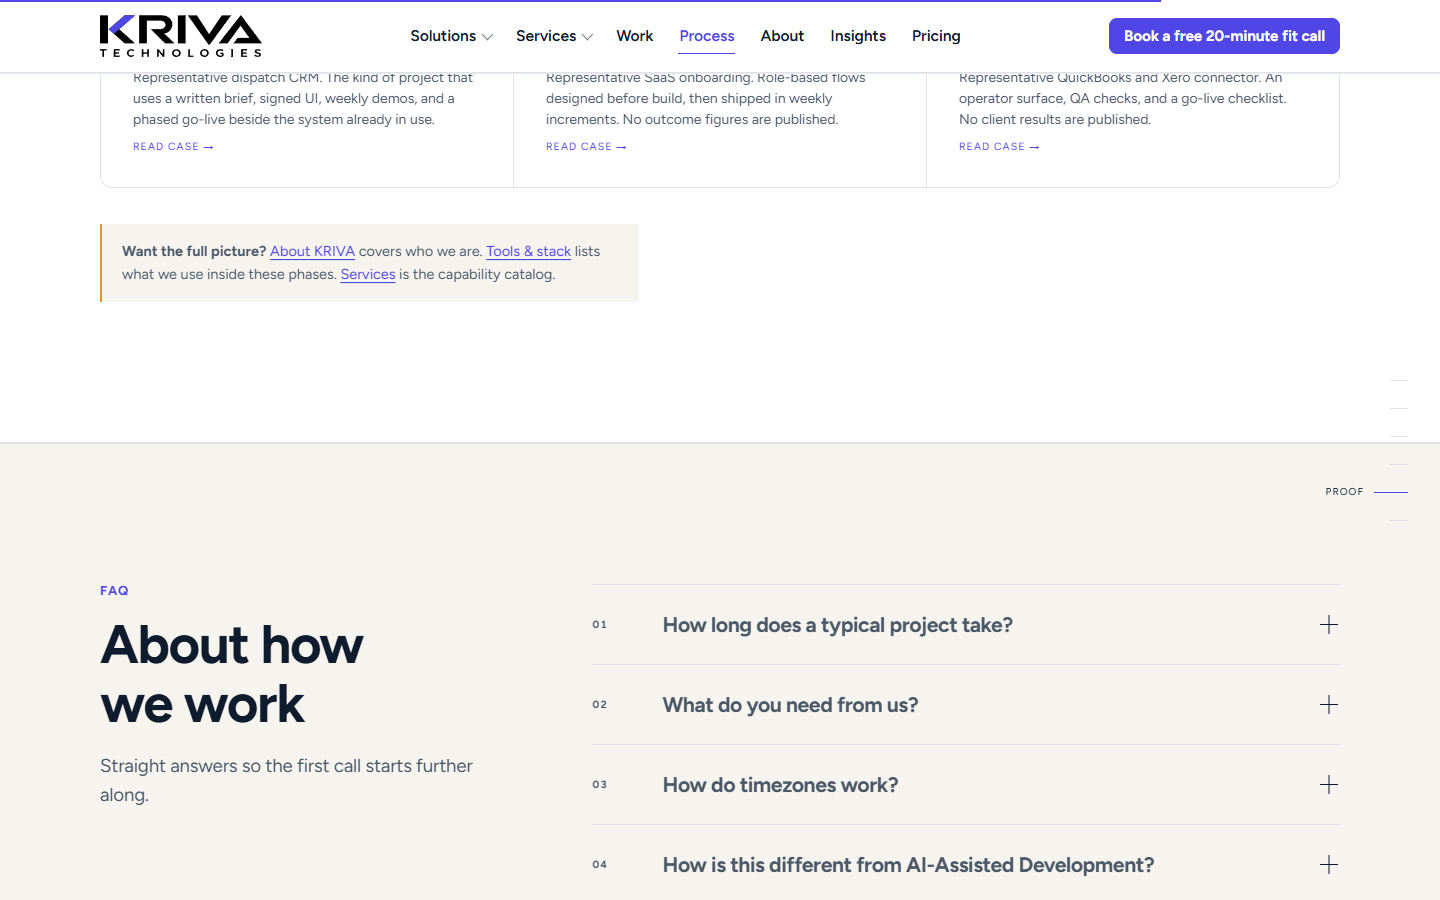 KRIVA
TECHNOLOGIES
Solutions
Services
Work
Process
About
Insights
Pricing
Book a free 20-minute fit call
Representative dispatch CRM. The kind of project that
uses a written brief, signed UI, weekly demos, and a
phased go-live beside the system already in use.
READ CASE →
Representative SaaS onboarding. Role-based flows
designed before build, then shipped in weekly
increments. No outcome figures are published.
READ CASE →
Representative QuickBooks and Xero connector. An
operator surface, QA checks, and a go-live checklist.
No client results are published.
READ CASE →
Want the full picture? About KRIVA covers who we are. Tools & stack lists
what we use inside these phases. Services is the capability catalog.
PROOF
FAQ
About how
we work
Straight answers so the first call starts further
along.
01 How long does a typical project take?
02 What do you need from us?
03 How do timezones work?
04 How is this different from AI-Assisted Development?